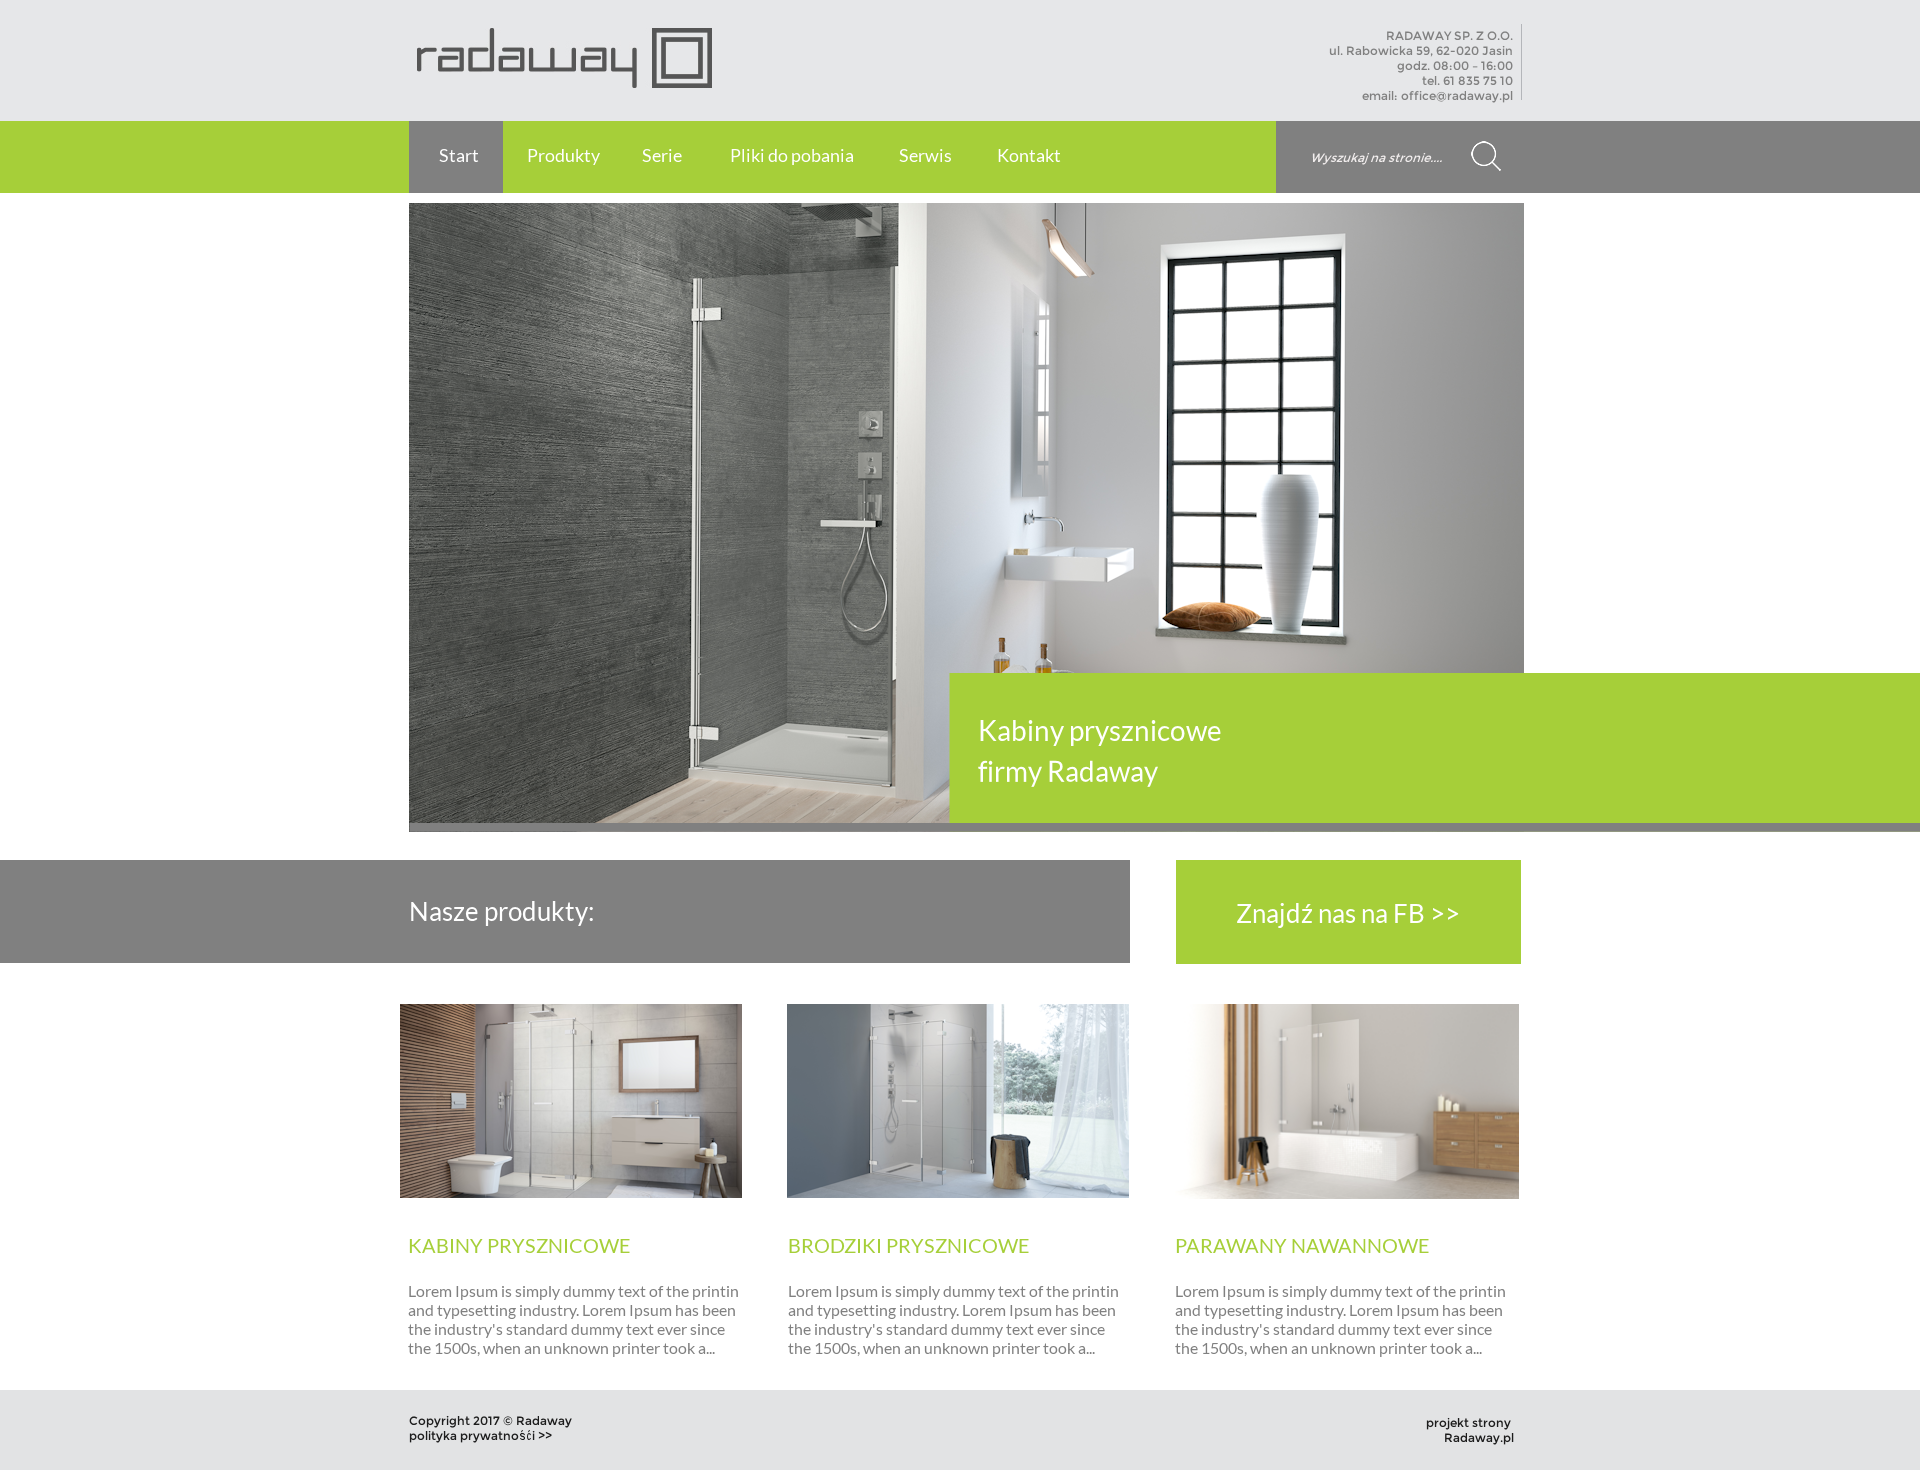 radaway
RADAWAY SP. Z O.O.
ul. Rabowicka 59, 62-020 Jasin
godz. 08:00 - 16:00
tel. 61 835 75 10
email: office@radaway.pl
Start Produkty Serie Pliki do pobania Serwis Kontakt Wyszukaj na stronie....
Kabiny prysznicowe
firmy Radaway
Nasze produkty:
Znajdź nas na FB >>
KABINY PRYSZNICOWE
Lorem Ipsum is simply dummy text of the printin
and typesetting industry. Lorem Ipsum has been
the industry's standard dummy text ever since
the 1500s, when an unknown printer took a...
BRODZIKI PRYSZNICOWE
Lorem Ipsum is simply dummy text of the printin
and typesetting industry. Lorem Ipsum has been
the industry's standard dummy text ever since
the 1500s, when an unknown printer took a...
PARAWANY NAWANNOWE
Lorem Ipsum is simply dummy text of the printin
and typesetting industry. Lorem Ipsum has been
the industry's standard dummy text ever since
the 1500s, when an unknown printer took a...
Copyright 2017 © Radaway
polityka prywatnośći >>
projekt strony
Radaway.pl